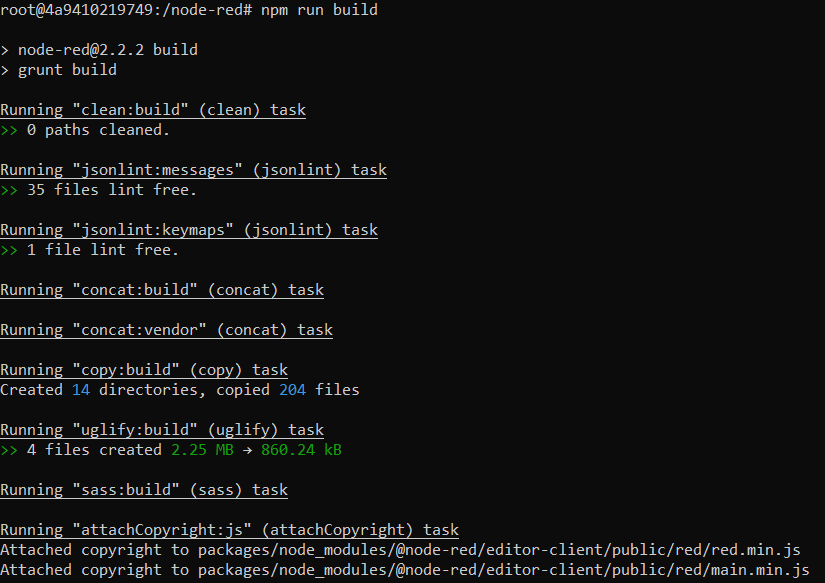 root@4a9410219749:/node-red# npm run build
> node-red@2.2.2 build
> grunt build
Running "clean:build" (clean) task
>> 0 paths cleaned.
Running "jsonlint:messages" (jsonlint) task
>> 35 files lint free.
Running "jsonlint:keymaps" (jsonlint) task
>> 1 file lint free.
Running "concat:build" (concat) task
Running "concat:vendor" (concat) task
Running "copy:build" (copy) task
Created 14 directories, copied 204 files
Running "uglify:build" (uglify) task
>> 4 files created 2.25 MB → 860.24 kB
Running "sass:build" (sass) task
Running "attachCopyright:js" (attachCopyright) task
Attached copyright to packages/node_modules/@node-red/editor-client/public/red/red.min.js
Attached copyright to packages/node_modules/@node-red/editor-client/public/red/main.min.js